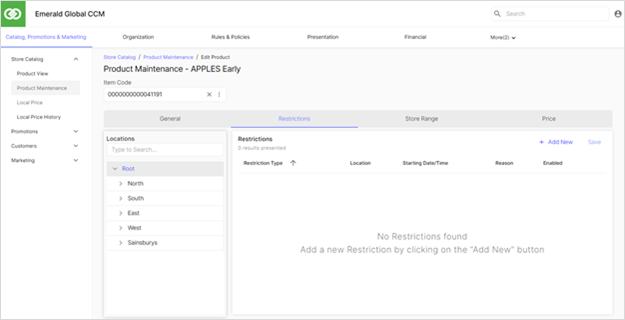 Emerald Global CCM
Search
Catalog, Promotions & Marketing Organization Rules & Policies Presentation Financial More(2)
Store Catalog
Product View
Product Maintenance
Local Price
Local Price History
Promotions
Customers
Marketing
Store Catalog / Product Maintenance / Edit Product
Product Maintenance - APPLES Early
Item Code
0000000000041191
General Restrictions Store Range Price
Locations
Type to Search...
Root
North
South
East
West
Sainsburys
Restrictions
0 results presented
+ Add New Save
Restriction Type Location Starting Date/Time Reason Enabled
No Restrictions found
Add a new Restriction by clicking on the "Add New" button